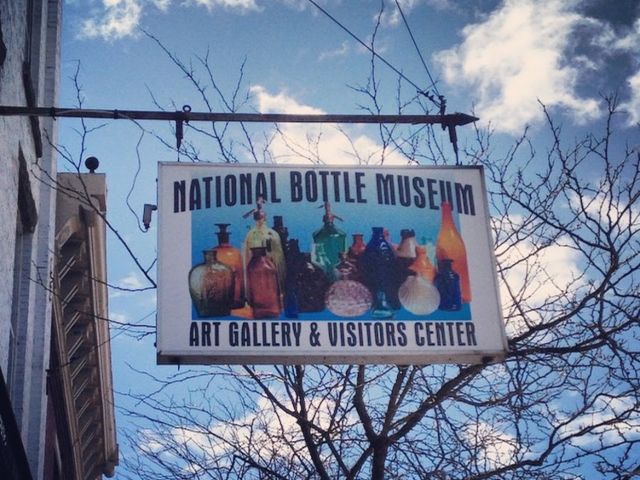 NATIONAL BOTTLE MUSEUM
ART GALLERY & VISITORS CENTER